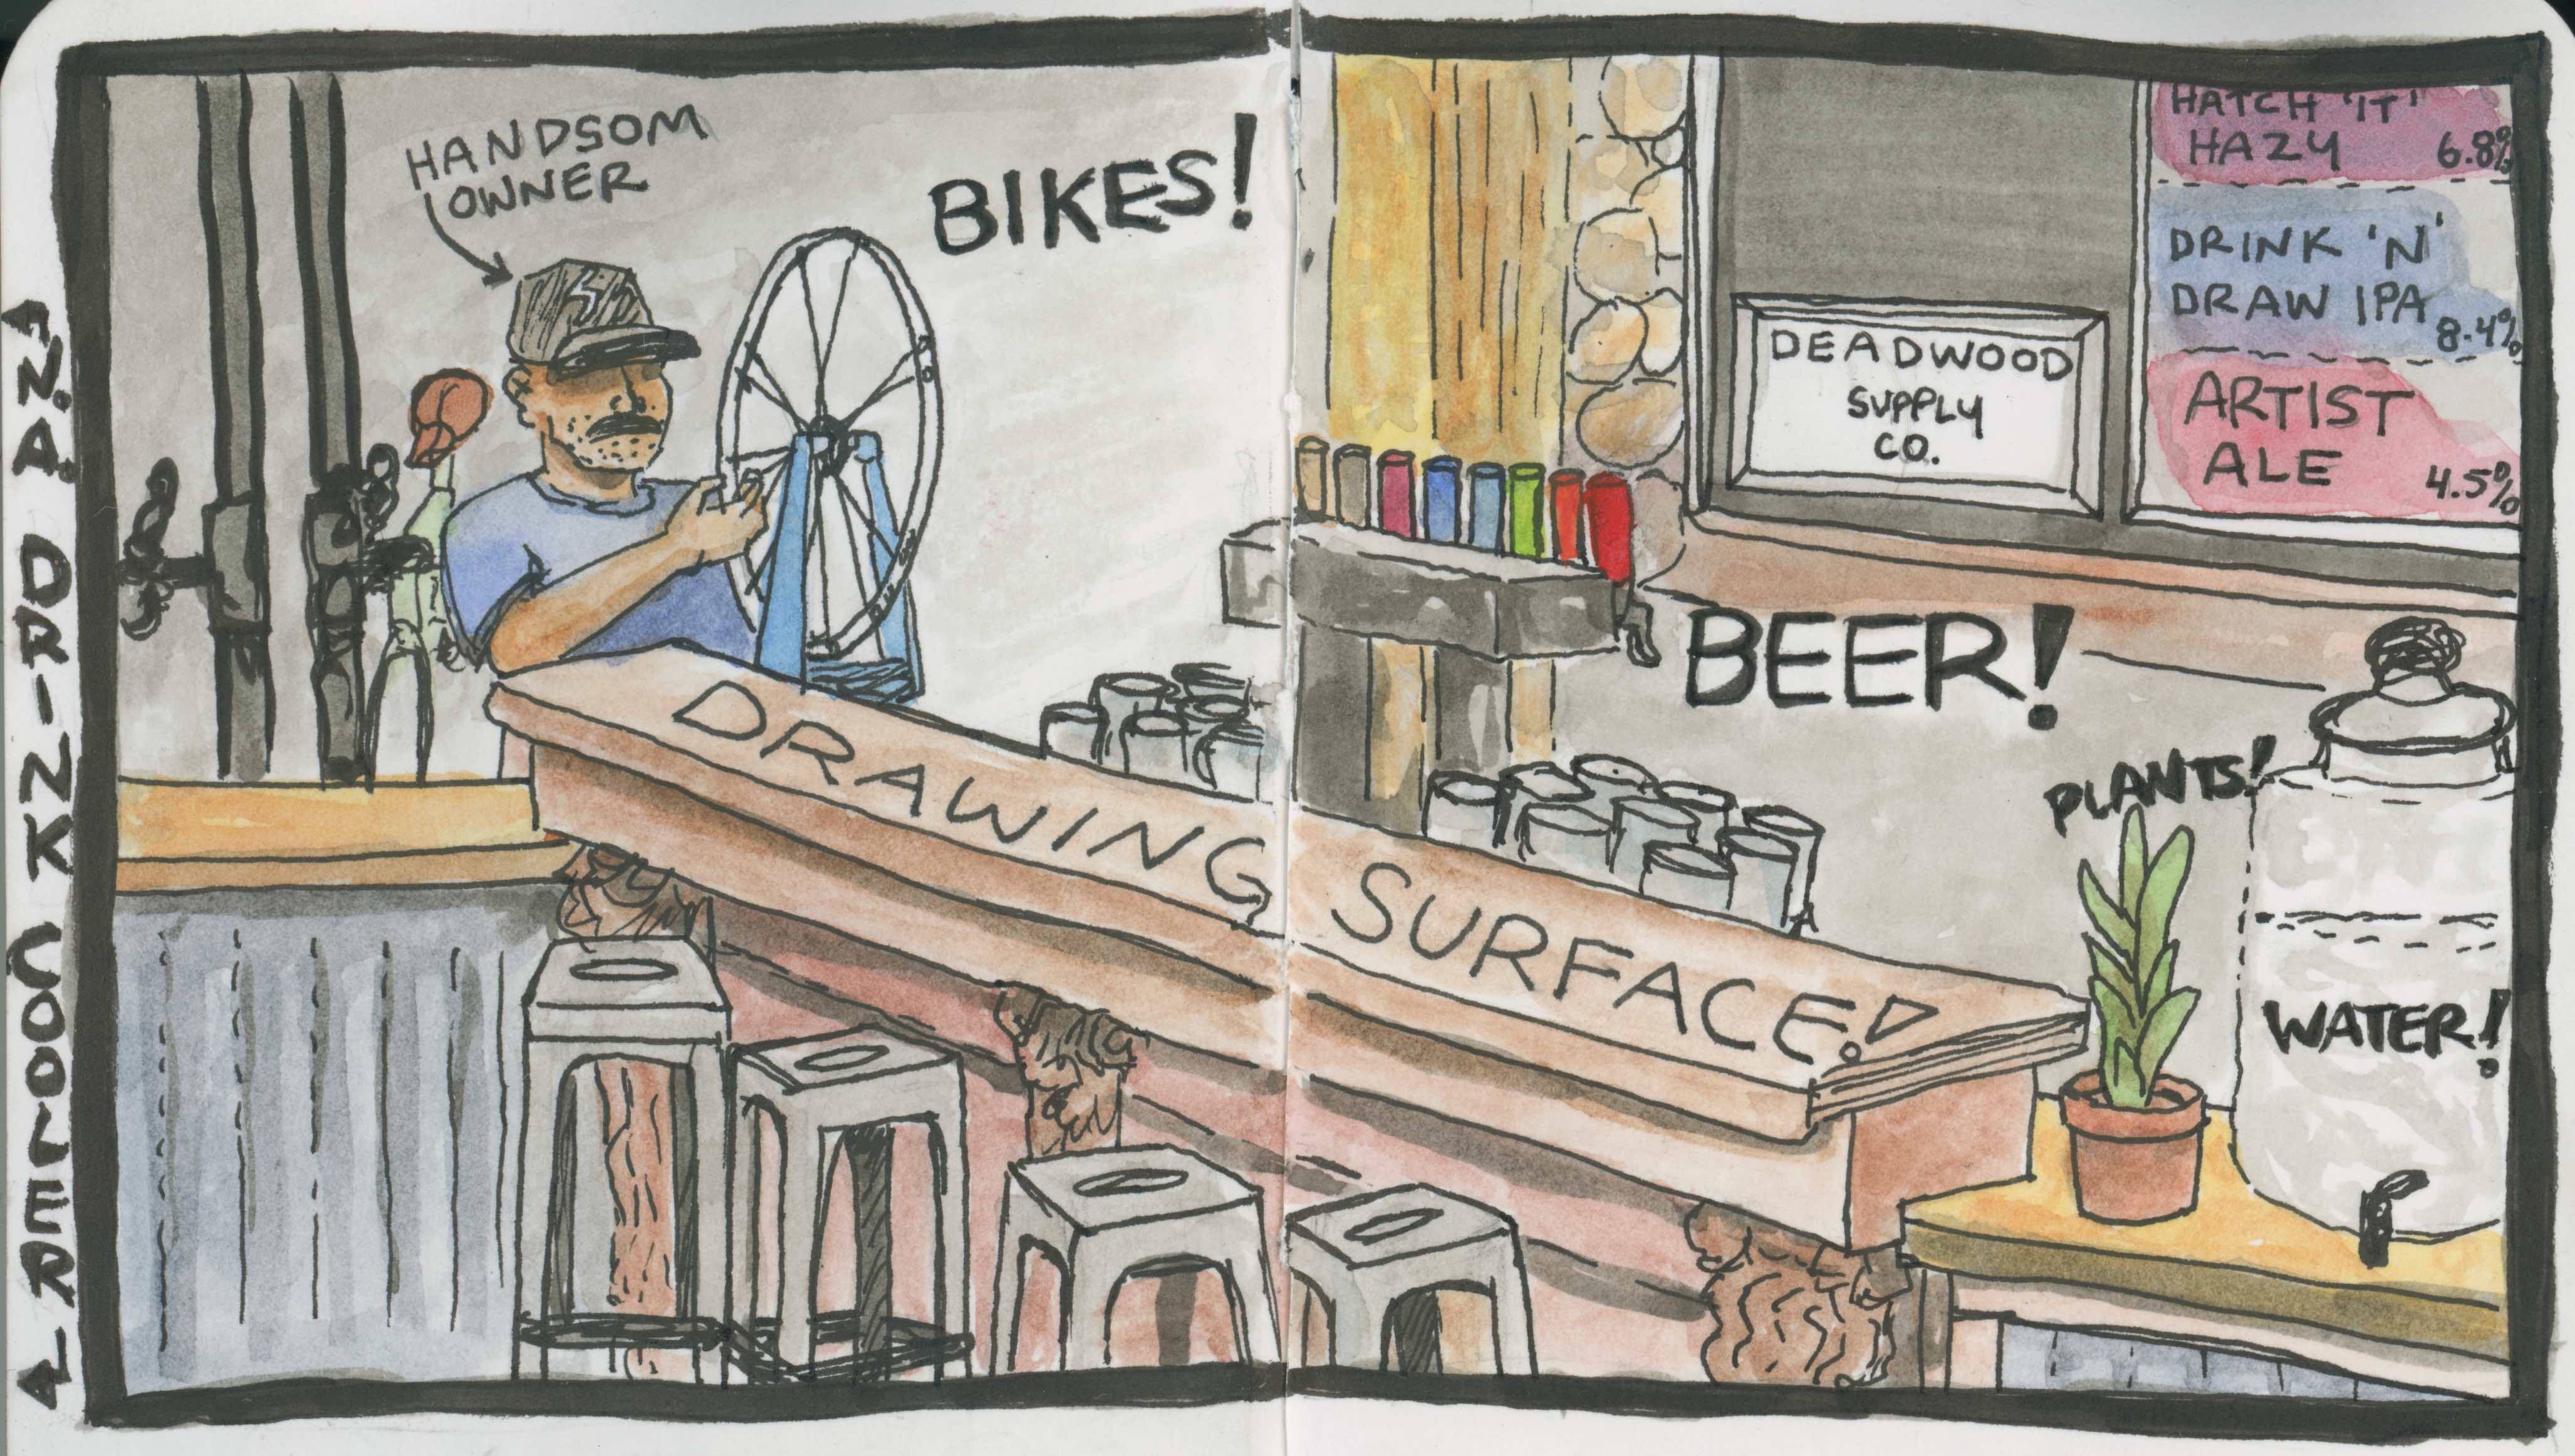 N.A. DRINK COOLER
HANDSOM
OWNER
BIKES!
HATCH 'IT'
HAZY 6.8%
DRINK 'N'
DRAW IPA 8.4%
ARTIST
ALE 4.5%
DEADWOOD
SUPPLY
CO.
BEER!
PLANTS!
DRAWING SURFACE!
WATER!